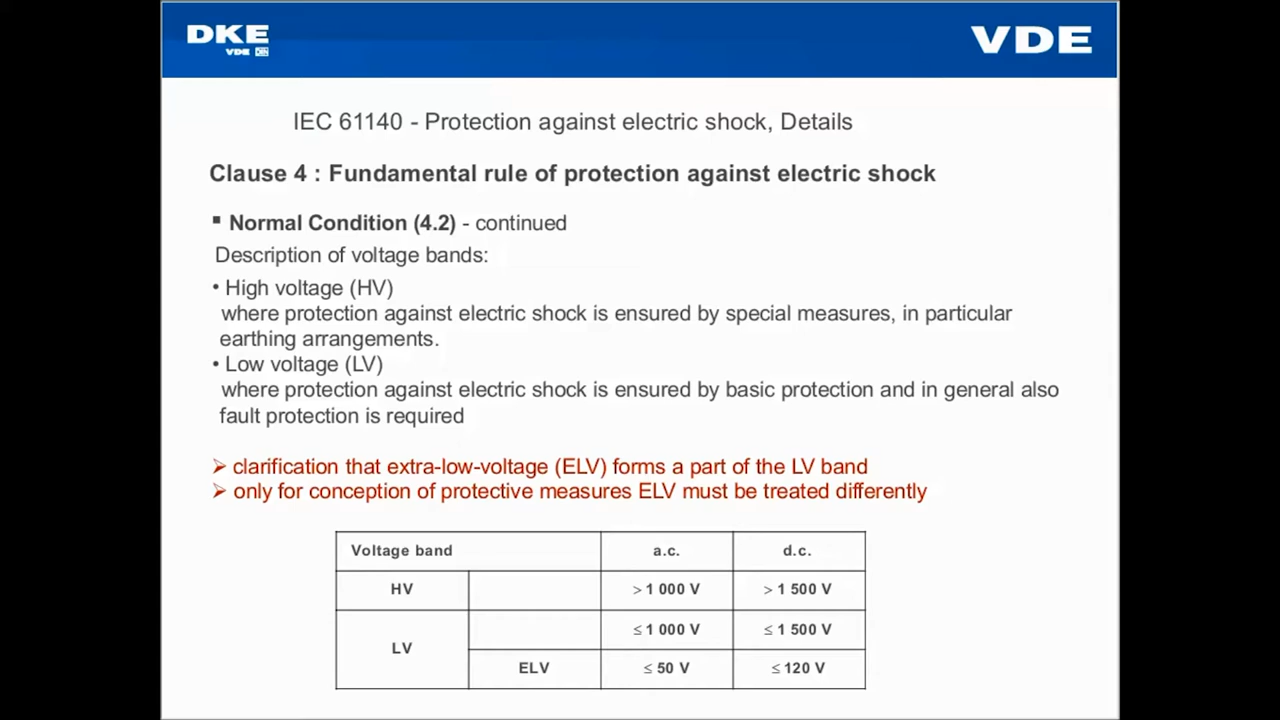 DKE
VDE DIN
VDE
IEC 61140 - Protection against electric shock, Details
Clause 4 : Fundamental rule of protection against electric shock
▪ Normal Condition (4.2) - continued
Description of voltage bands:
• High voltage (HV)
where protection against electric shock is ensured by special measures, in particular
earthing arrangements.
• Low voltage (LV)
where protection against electric shock is ensured by basic protection and in general also
fault protection is required
➢ clarification that extra-low-voltage (ELV) forms a part of the LV band
➢ only for conception of protective measures ELV must be treated differently
Voltage band a.c. d.c.
HV > 1 000 V > 1 500 V
LV ≤ 1 000 V ≤ 1 500 V
ELV ≤ 50 V ≤ 120 V